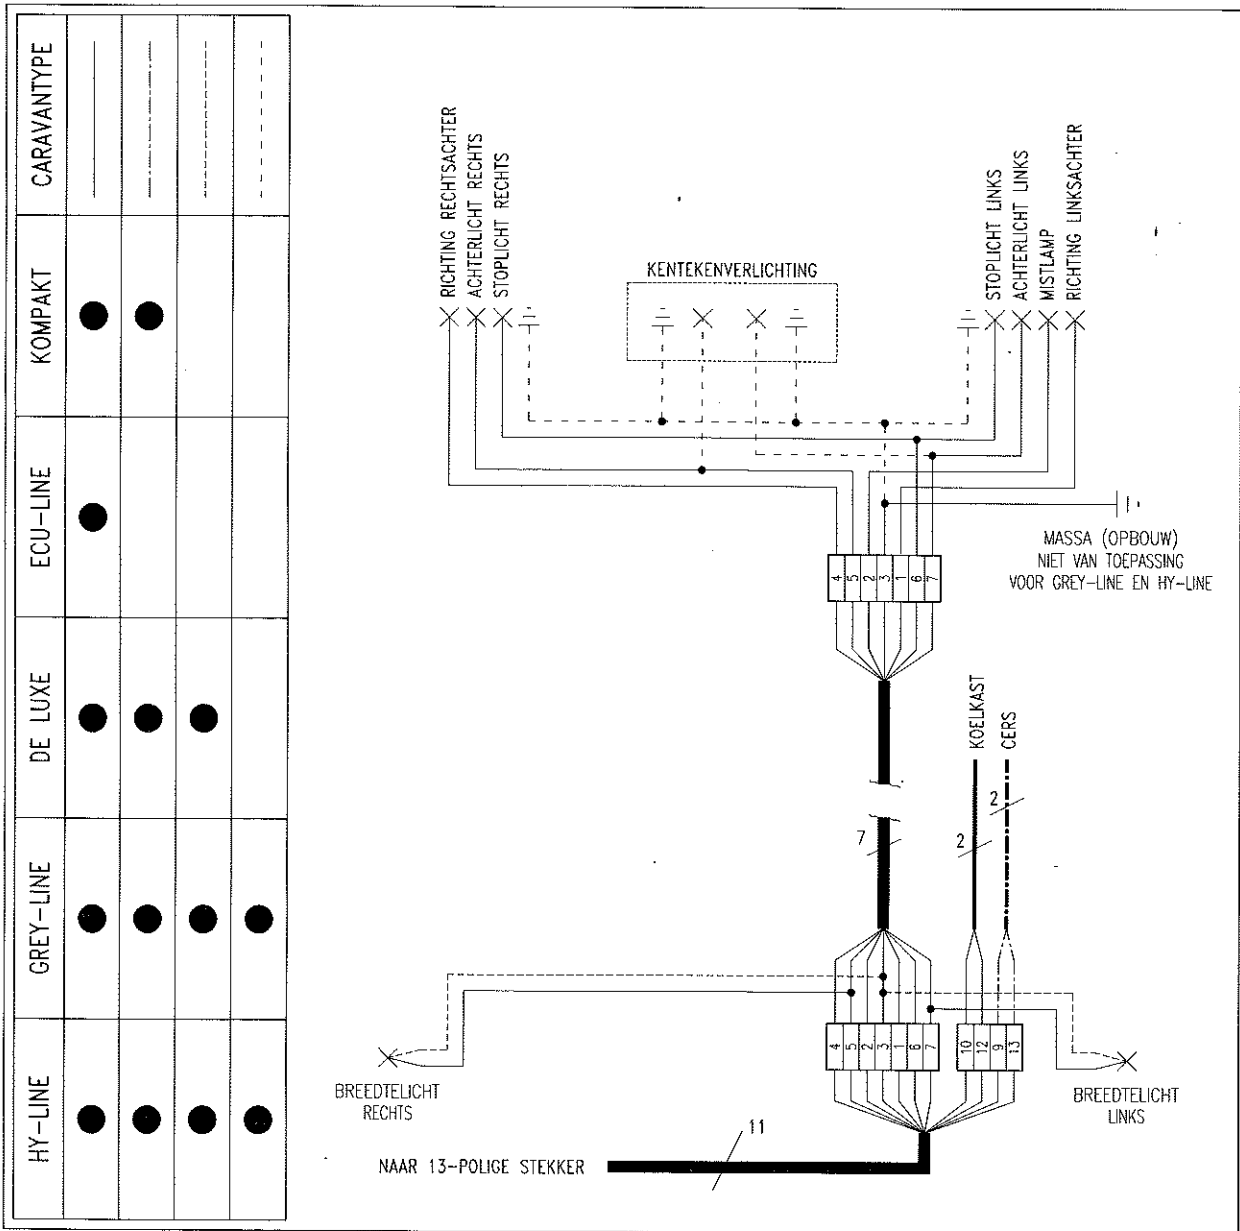 CARAVANTYPE
KOMPAKT
ECU-LINE
DE LUXE
GREY-LINE
HY-LINE
RICHTING RECHTSACHTER
ACHTERLICHT RECHTS
STOPLICHT RECHTS
KENTEKENVERLICHTING
STOPLICHT LINKS
ACHTERLICHT LINKS
MISTLAMP
RICHTING LINKSACHTER
MASSA (OPBOUW)
NIET VAN TOEPASSING
VOOR GREY-LINE EN HY-LINE
4 5 2 3 1 6 7
KOELKAST
CERS
7
2
2
4 5 2 3 1 6 7
10 12 9 13
BREEDTELICHT
RECHTS
BREEDTELICHT
LINKS
11
NAAR 13-POLIGE STEKKER